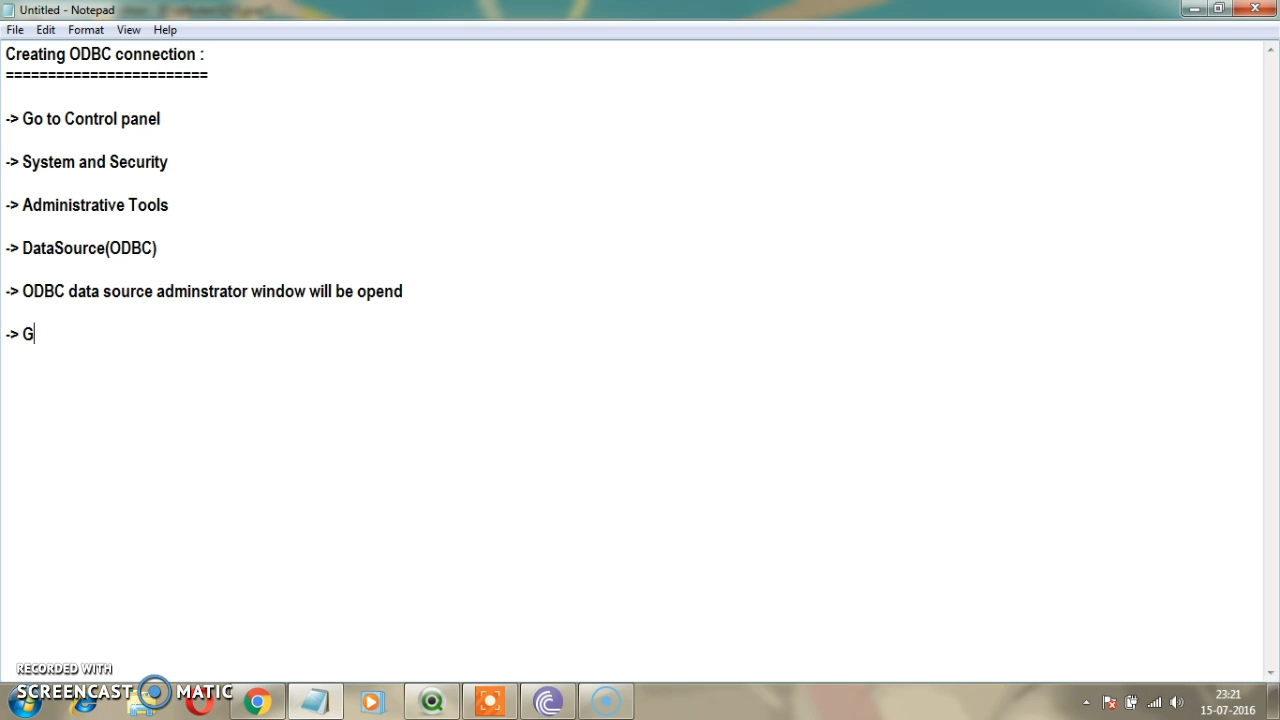 Untitled - Notepad
File Edit Format View Help
Creating ODBC connection :
========================
-> Go to Control panel
-> System and Security
-> Administrative Tools
-> DataSource(ODBC)
-> ODBC data source adminstrator window will be opend
-> G
RECORDED WITH
SCREENCAST MATIC
23:21
15-07-2016